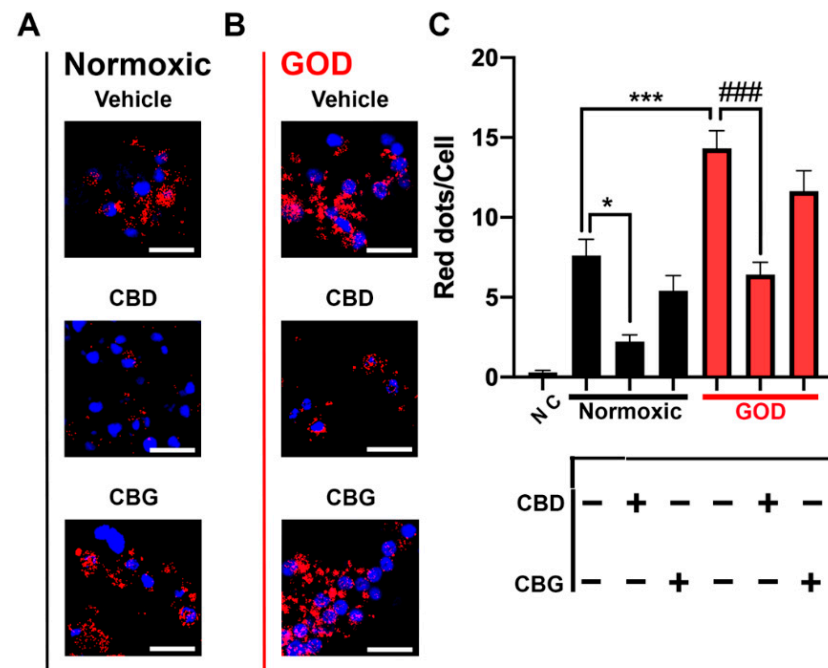 A
B
C
Normoxic
GOD
Vehicle
Vehicle
CBD
CBD
CBG
CBG
Red dots/Cell
20
15
10
5
0
***
###
*
N C
Normoxic
GOD
CBD − + − − + −
CBG − − + − − +